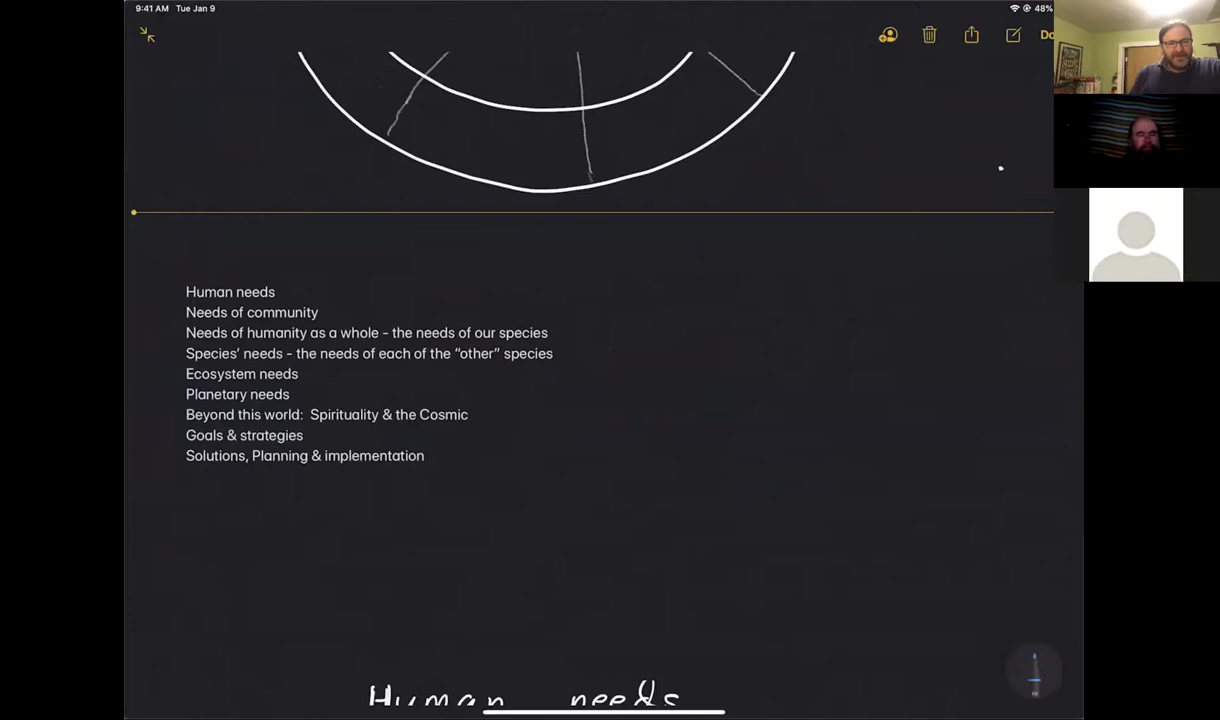 9:41 AM Tue Jan 9
48%
Do
Human needs
Needs of community
Needs of humanity as a whole - the needs of our species
Species’ needs - the needs of each of the “other” species
Ecosystem needs
Planetary needs
Beyond this world:  Spirituality & the Cosmic
Goals & strategies
Solutions, Planning & implementation
Human needs